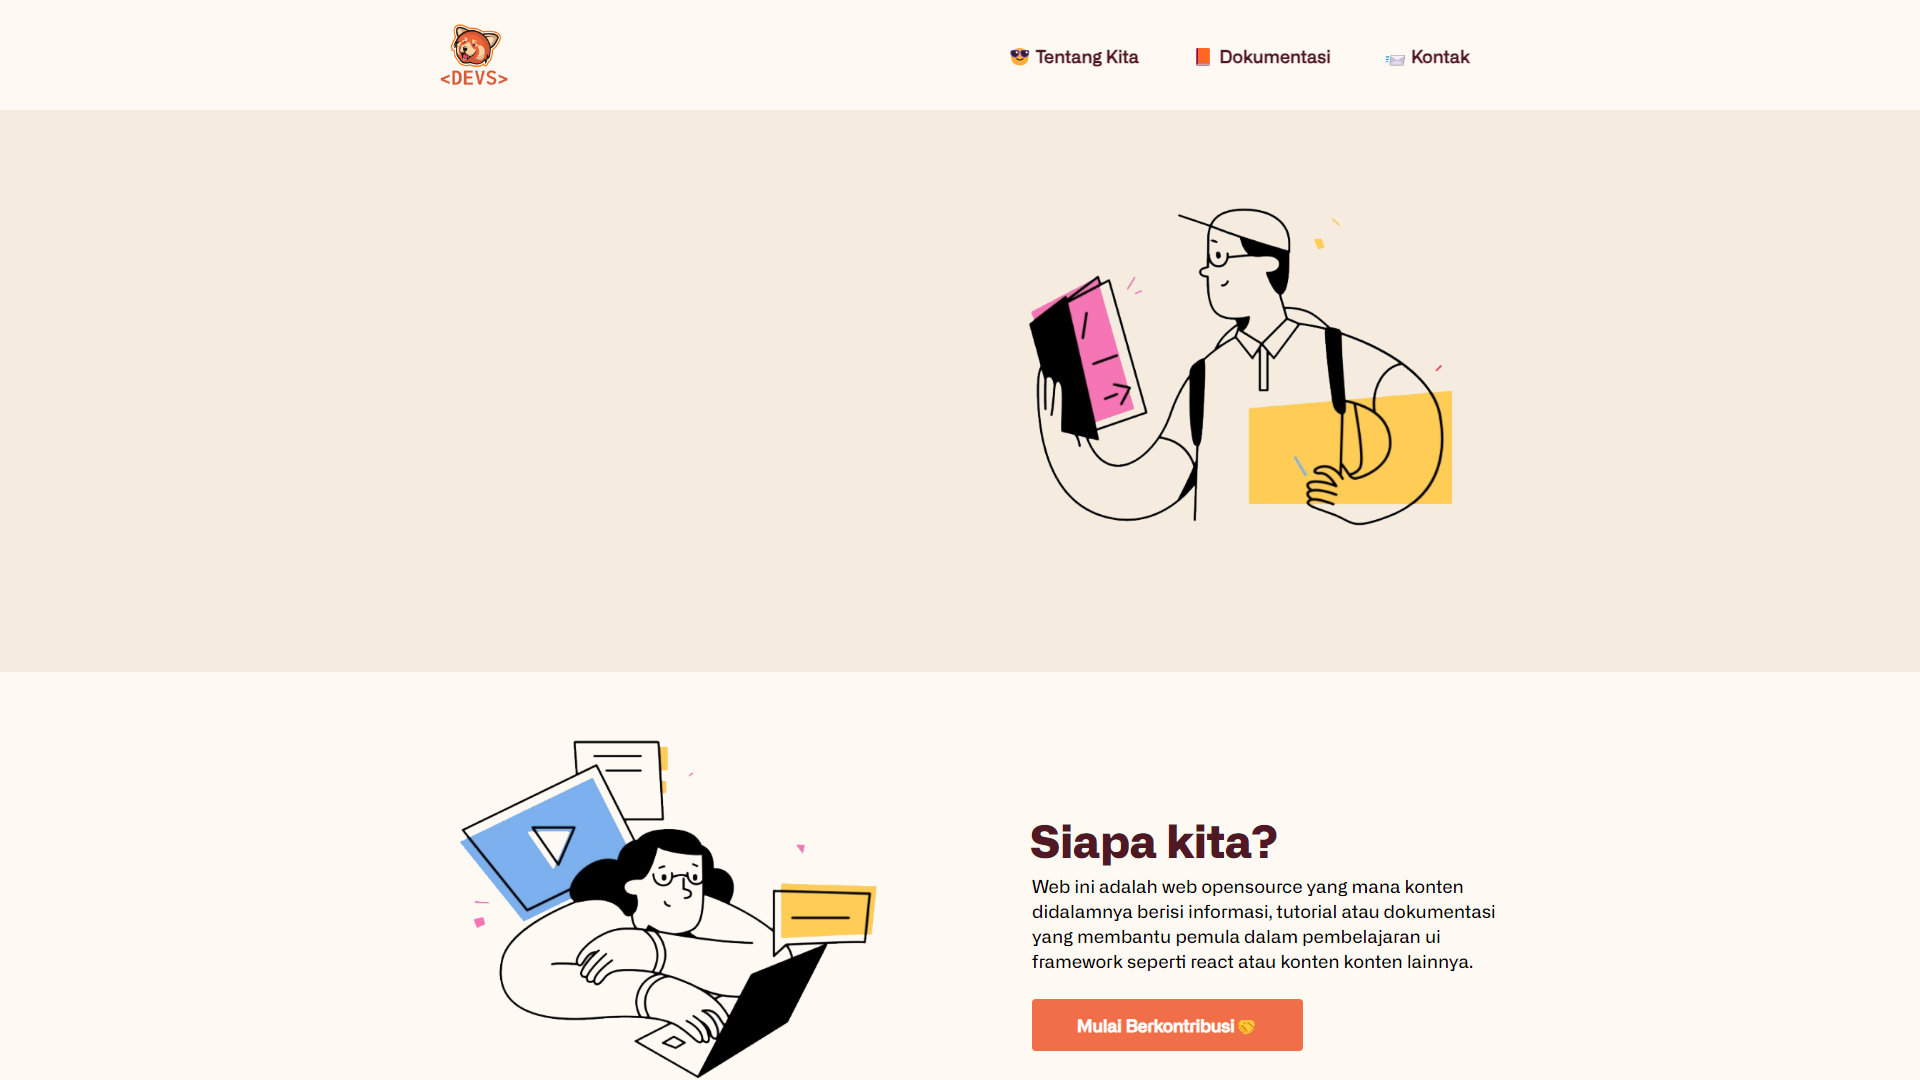 <DEVS>
😎 Tentang Kita
📙 Dokumentasi
📨 Kontak
Siapa kita?
Web ini adalah web opensource yang mana konten
didalamnya berisi informasi, tutorial atau dokumentasi
yang membantu pemula dalam pembelajaran ui
framework seperti react atau konten konten lainnya.
Mulai Berkontribusi🤝